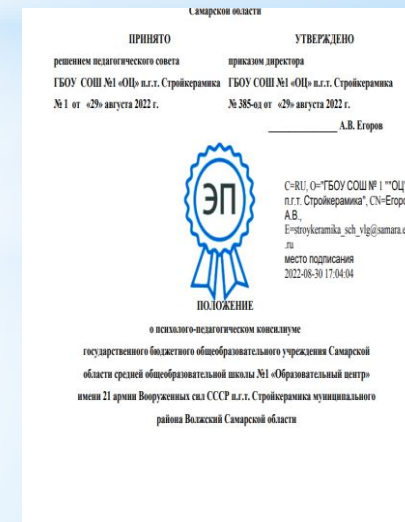 Самарской области
ПРИНЯТО
УТВЕРЖДЕНО
решением педагогического совета
приказом директора
ГБОУ СОШ №1 «ОЦ» п.г.т. Стройкерамика
ГБОУ СОШ №1 «ОЦ» п.г.т. Стройкерамика
№ 1 от «29» августа 2022 г.
№ 385-од от «29» августа 2022 г.
А.В. Егоров
ЭП
C=RU, O="ГБОУ СОШ № 1 ""ОЦ
п.г.т. Стройкерамика", CN=Егоро
А.В.,
E=stroykeramika_sch_vlg@samara.e
.ru
место подписания
2022-08-30 17:04:04
ПОЛОЖЕНИЕ
о психолого-педагогическом консилиуме
государственного бюджетного общеобразовательного учреждения Самарской
области средней общеобразовательной школы №1 «Образовательный центр»
имени 21 армии Вооруженных сил СССР п.г.т. Стройкерамика муниципального
района Волжский Самарской области